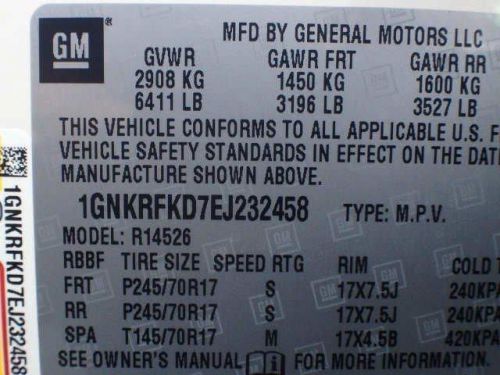 GM
MFD BY GENERAL MOTORS LLC
GVWR GAWR FRT GAWR RR
2908 KG 1450 KG 1600 KG
6411 LB 3196 LB 3527 LB
THIS VEHICLE CONFORMS TO ALL APPLICABLE U.S. F
VEHICLE SAFETY STANDARDS IN EFFECT ON THE DAT
MANUFACTURE SHOWN ABOVE.
1GNKRFKD7EJ232458 TYPE: M.P.V.
MODEL: R14526
RBBF TIRE SIZE SPEED RTG RIM COLD T
FRT P245/70R17 S 17X7.5J 240KPA
RR P245/70R17 S 17X7.5J 240KPA
SPA T145/70R17 M 17X4.5B 420KPA
SEE OWNER'S MANUAL FOR MORE INFORMATION.
1GNKRFKD7EJ232458